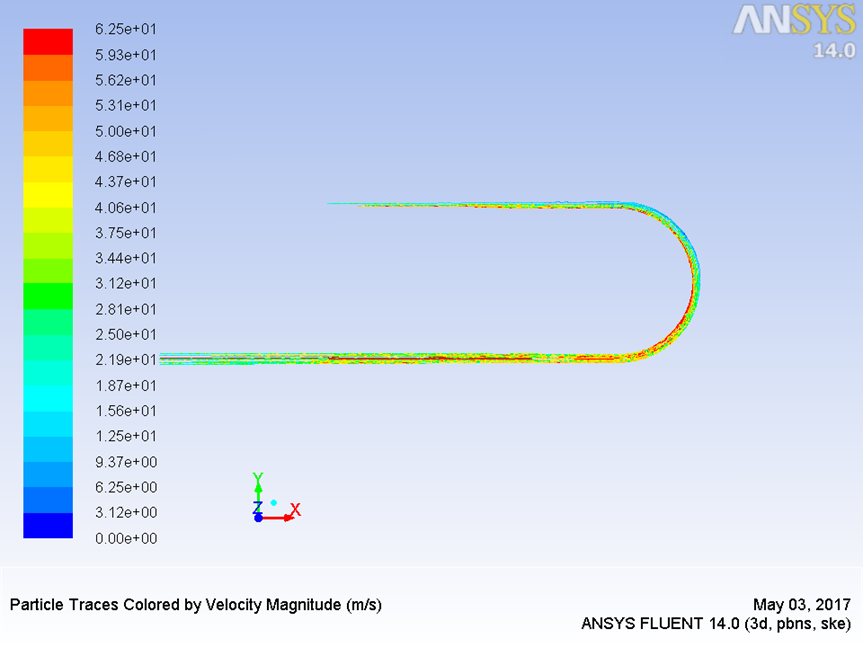 ANSYS
14.0
6.25e+01
5.93e+01
5.62e+01
5.31e+01
5.00e+01
4.68e+01
4.37e+01
4.06e+01
3.75e+01
3.44e+01
3.12e+01
2.81e+01
2.50e+01
2.19e+01
1.87e+01
1.56e+01
1.25e+01
9.37e+00
6.25e+00
3.12e+00
0.00e+00
Y
Z
X
Particle Traces Colored by Velocity Magnitude (m/s)
May 03, 2017
ANSYS FLUENT 14.0 (3d, pbns, ske)